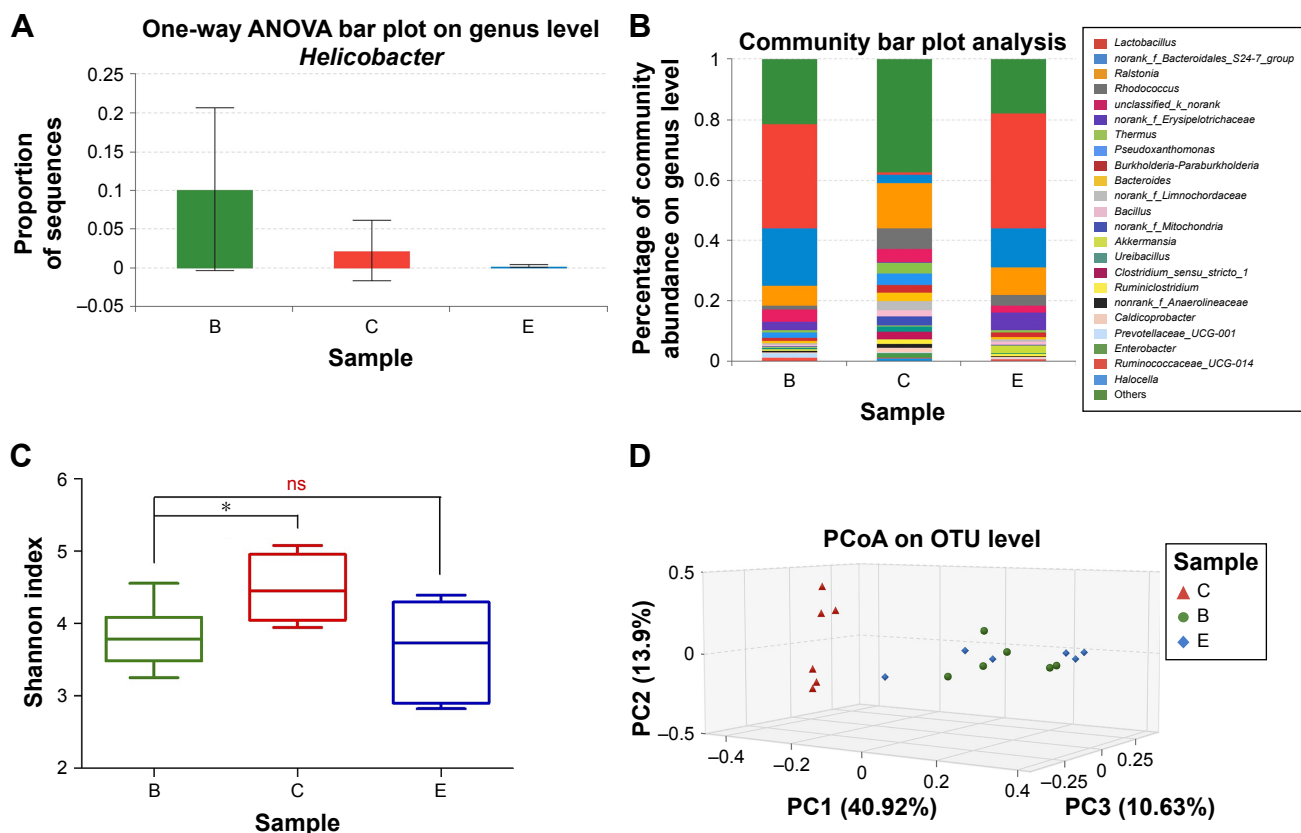 A
One-way ANOVA bar plot on genus level
Helicobacter
Proportion
of sequences
0.25
0.2
0.15
0.1
0.05
0
–0.05
B
C
E
Sample
B
Community bar plot analysis
Percentage of community
abundance on genus level
1
0.8
0.6
0.4
0.2
0
B
C
E
Sample
Lactobacillus
norank_f_Bacteroidales_S24-7_group
Ralstonia
Rhodococcus
unclassified_k_norank
norank_f_Erysipelotrichaceae
Thermus
Pseudoxanthomonas
Burkholderia-Paraburkholderia
Bacteroides
norank_f_Limnochordaceae
Bacillus
norank_f_Mitochondria
Akkermansia
Ureibacillus
Clostridium_sensu_stricto_1
Ruminiclostridium
nonrank_f_Anaerolineaceae
Caldicoprobacter
Prevotellaceae_UCG-001
Enterobacter
Ruminococcaceae_UCG-014
Halocella
Others
C
Shannon index
6
5
4
3
2
ns
*
B
C
E
Sample
D
PCoA on OTU level
PC2 (13.9%)
0.5
0
–0.5
–0.4
–0.2
0
0.2
0.4
PC1 (40.92%)
–0.25
0
0.25
PC3 (10.63%)
Sample
C
B
E